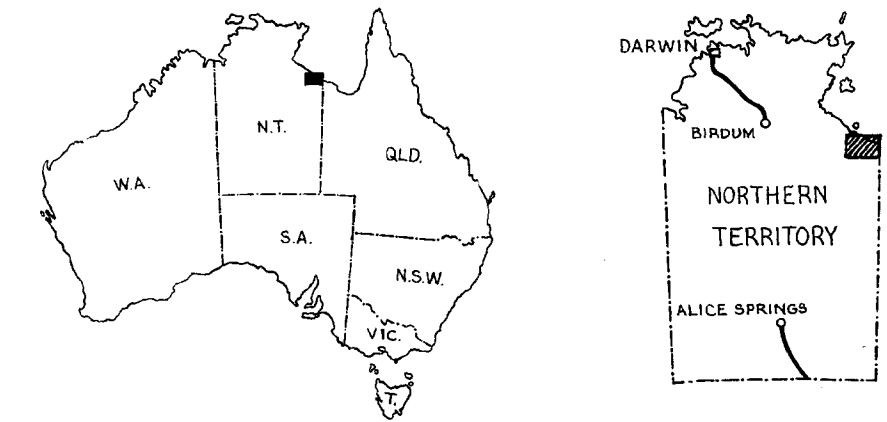 N.T.
QLD.
W.A.
S.A.
N.S.W.
VIC.
T.
DARWIN
BIRDUM
NORTHERN
TERRITORY
ALICE SPRINGS